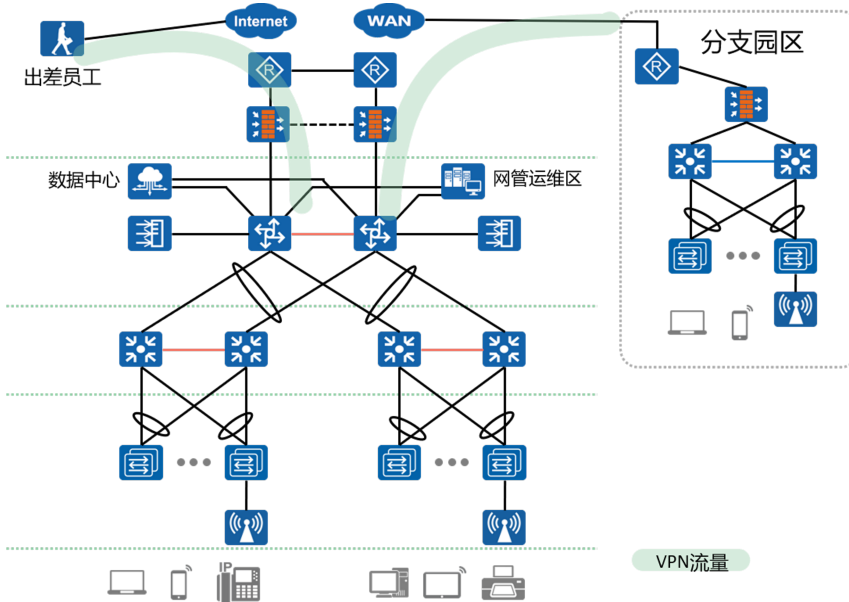 Internet
WAN
分支园区
R
R
R
出差员工
数据中心
网管运维区
VPN流量
IP